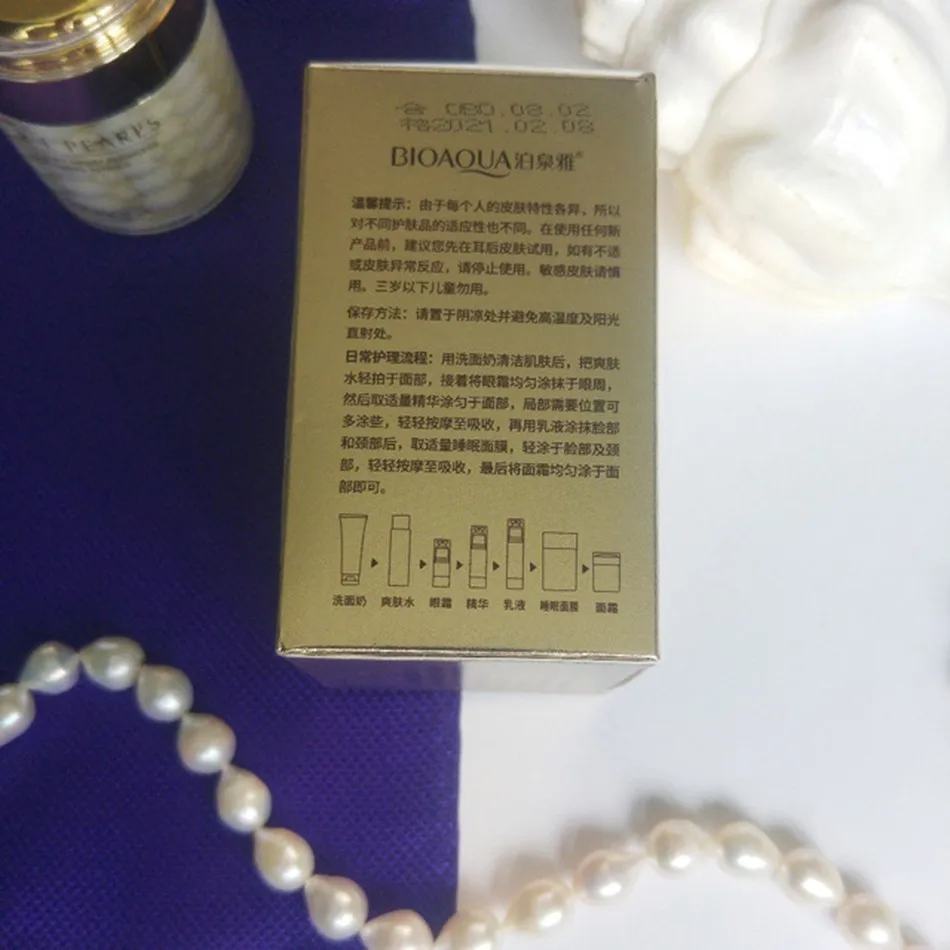 PEARLS
合 080.08.02
格2021.02.08
BIOAQUA泊泉雅®
温馨提示：由于每个人的皮肤特性各异、所以
对不同护肤品的适应性也不同。在使用任何新
产品前，建议您先在耳后皮肤试用，如有不适
或皮肤异常反应，请停止使用。敏感皮肤请慎
用。三岁以下儿童勿用。
保存方法：请置于阴凉处并避免高温度及阳光
直射处。
日常护理流程：用洗面奶清洁肌肤后，把爽肤
水轻拍于面部，接着将眼霜均匀涂抹于眼周，
然后取适量精华涂匀于面部，局部需要位置可
多涂些，轻轻按摩至吸收，再用乳液涂抹脸部
和颈部后，取适量睡眠面膜，轻涂于脸部及颈
部，轻轻按摩至吸收，最后将面霜均匀涂于面
部即可。
洗面奶 爽肤水 眼霜 精华 乳液 睡眠面膜 面霜